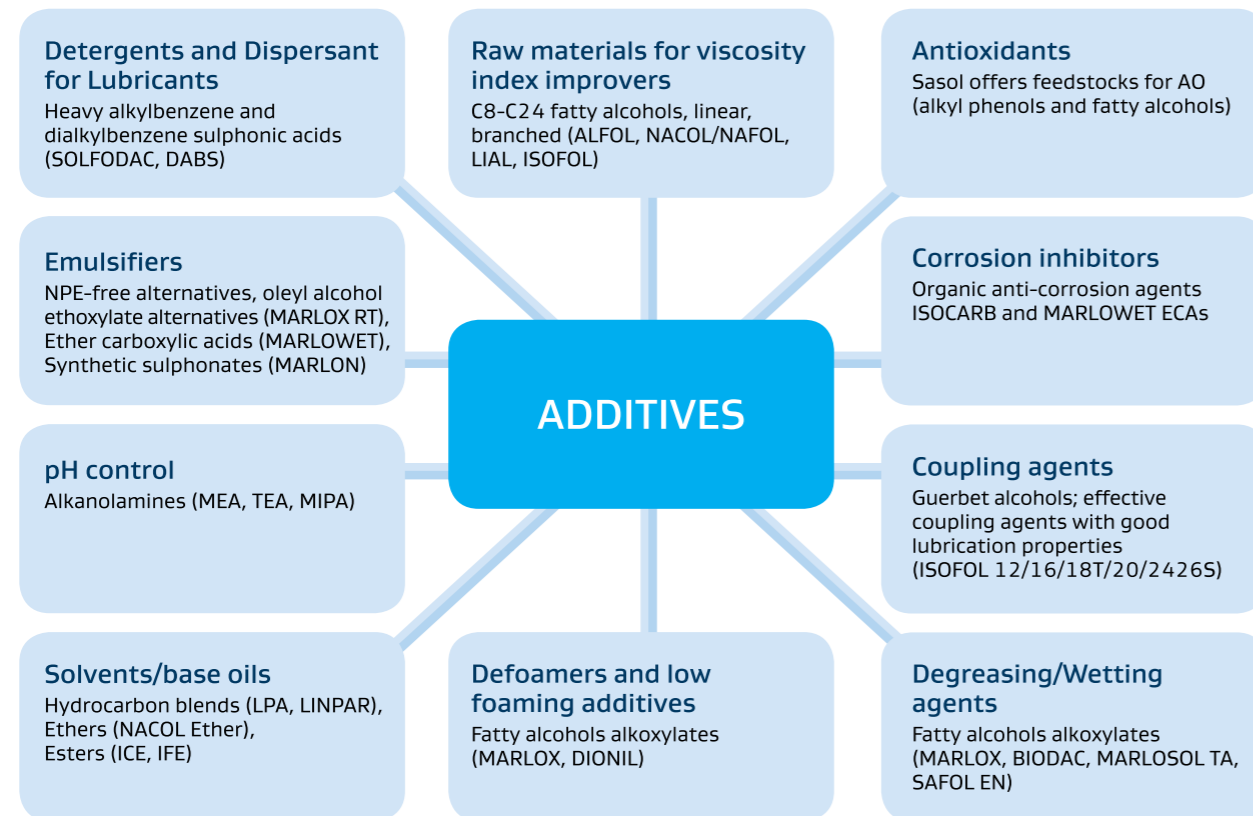 Detergents and Dispersant
for Lubricants
Heavy alkylbenzene and
dialkylbenzene sulphonic acids
(SOLFODAC, DABS)
Raw materials for viscosity
index improvers
C8-C24 fatty alcohols, linear,
branched (ALFOL, NACOL/NAFOL,
LIAL, ISOFOL)
Antioxidants
Sasol offers feedstocks for AO
(alkyl phenols and fatty alcohols)
Emulsifiers
NPE-free alternatives, oleyl alcohol
ethoxylate alternatives (MARLOX RT),
Ether carboxylic acids (MARLOWET),
Synthetic sulphonates (MARLON)
Corrosion inhibitors
Organic anti-corrosion agents
ISOCARB and MARLOWET ECAs
ADDITIVES
pH control
Alkanolamines (MEA, TEA, MIPA)
Coupling agents
Guerbet alcohols; effective
coupling agents with good
lubrication properties
(ISOFOL 12/16/18T/20/2426S)
Solvents/base oils
Hydrocarbon blends (LPA, LINPAR),
Ethers (NACOL Ether),
Esters (ICE, IFE)
Defoamers and low
foaming additives
Fatty alcohols alkoxylates
(MARLOX, DIONIL)
Degreasing/Wetting
agents
Fatty alcohols alkoxylates
(MARLOX, BIODAC, MARLOSOL TA,
SAFOL EN)